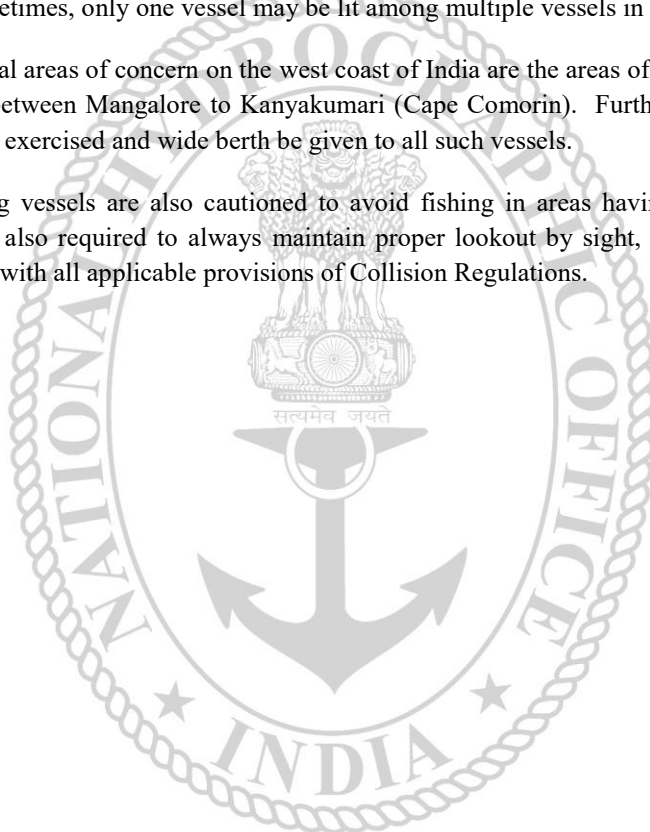 etimes, only one vessel may be lit among multiple vessels in
al areas of concern on the west coast of India are the areas of
between Mangalore to Kanyakumari (Cape Comorin). Furth
exercised and wide berth be given to all such vessels.
g vessels are also cautioned to avoid fishing in areas havin
also required to always maintain proper lookout by sight,
with all applicable provisions of Collision Regulations.
NATIONAL HYDROGRAPHIC OFFICE
सत्यमेव जयते
INDIA